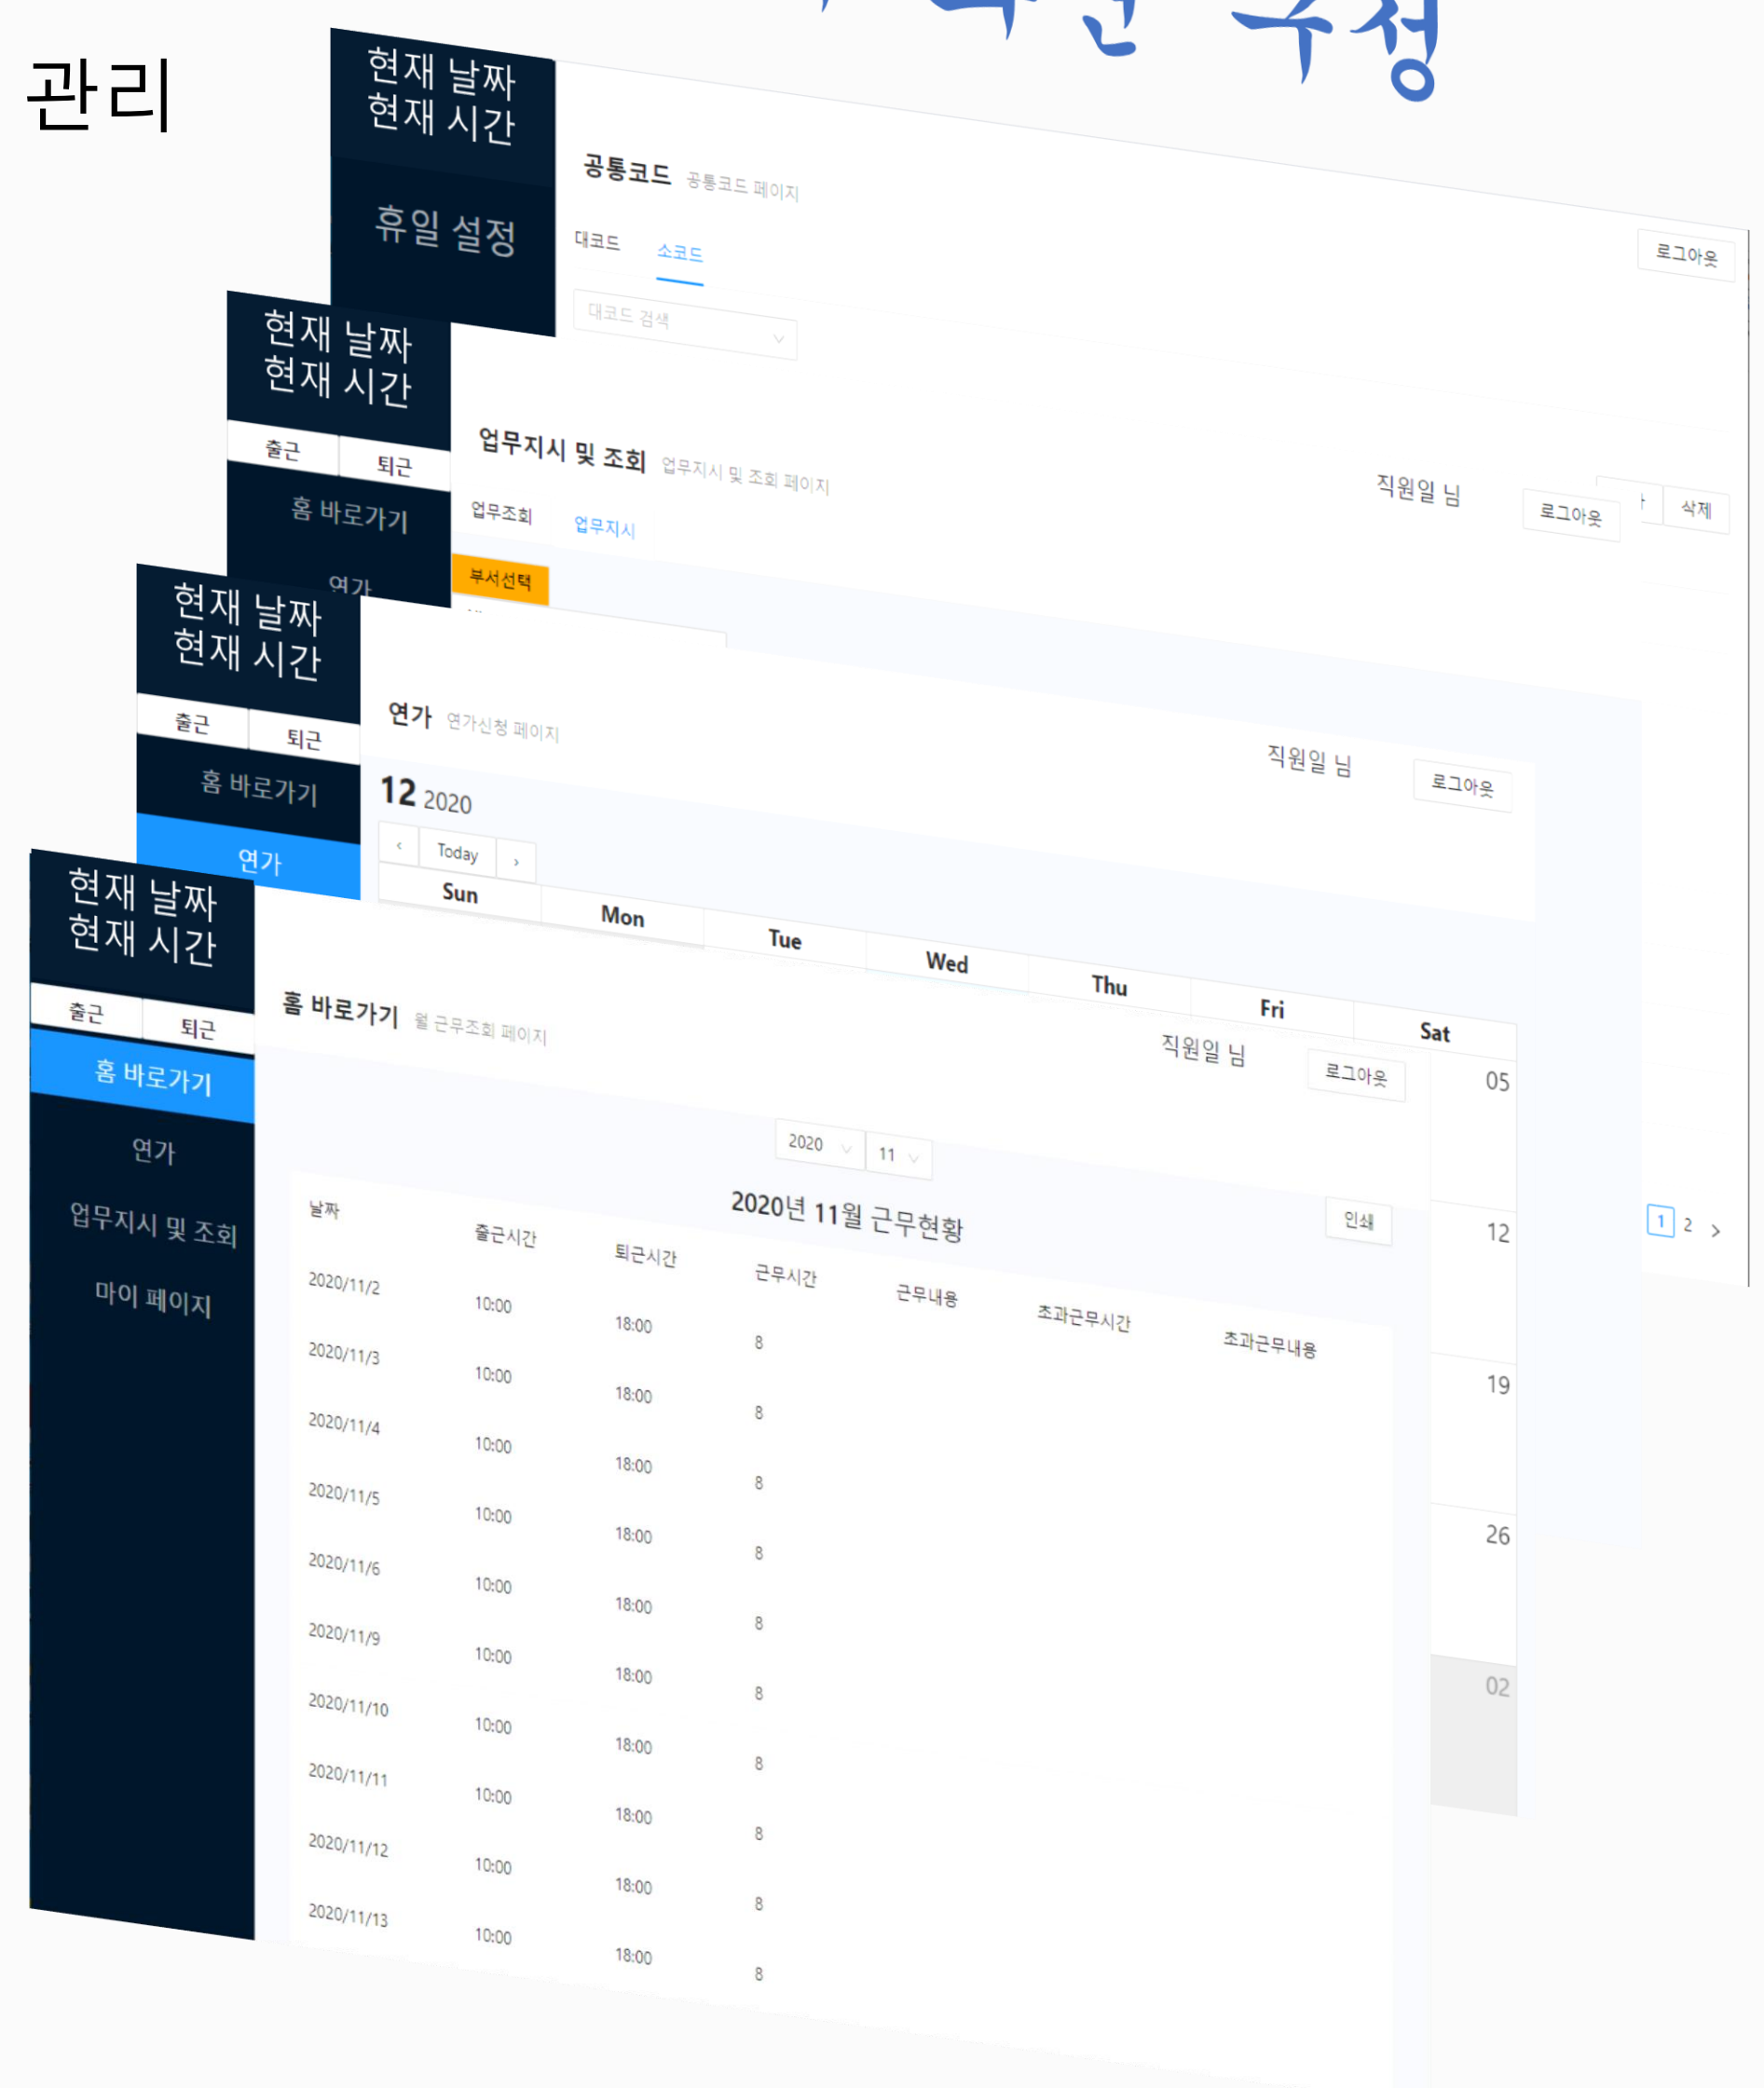 관리
현재 날짜
현재 시간
휴일 설정
공통코드 공통코드 페이지
로그아웃
대코드 소코드
대코드 검색
삭제
1 2 >
현재 날짜
현재 시간
출근 퇴근
홈 바로가기
연가
업무지시 및 조회 업무지시 및 조회 페이지
직원일 님 로그아웃
업무조회 업무지시
부서선택
현재 날짜
현재 시간
출근 퇴근
홈 바로가기
연가
연가 연가신청 페이지
직원일 님 로그아웃
12 2020
‹ Today ›
Sun Mon Tue Wed Thu Fri Sat
05
12
19
26
02
현재 날짜
현재 시간
출근 퇴근
홈 바로가기
연가
업무지시 및 조회
마이 페이지
홈 바로가기 월 근무조회 페이지
직원일 님 로그아웃
2020 11
2020년 11월 근무현황
인쇄
날짜 출근시간 퇴근시간 근무시간 근무내용 초과근무시간 초과근무내용
2020/11/2 10:00 18:00 8
2020/11/3 10:00 18:00 8
2020/11/4 10:00 18:00 8
2020/11/5 10:00 18:00 8
2020/11/6 10:00 18:00 8
2020/11/9 10:00 18:00 8
2020/11/10 10:00 18:00 8
2020/11/11 10:00 18:00 8
2020/11/12 10:00 18:00 8
2020/11/13 10:00 18:00 8